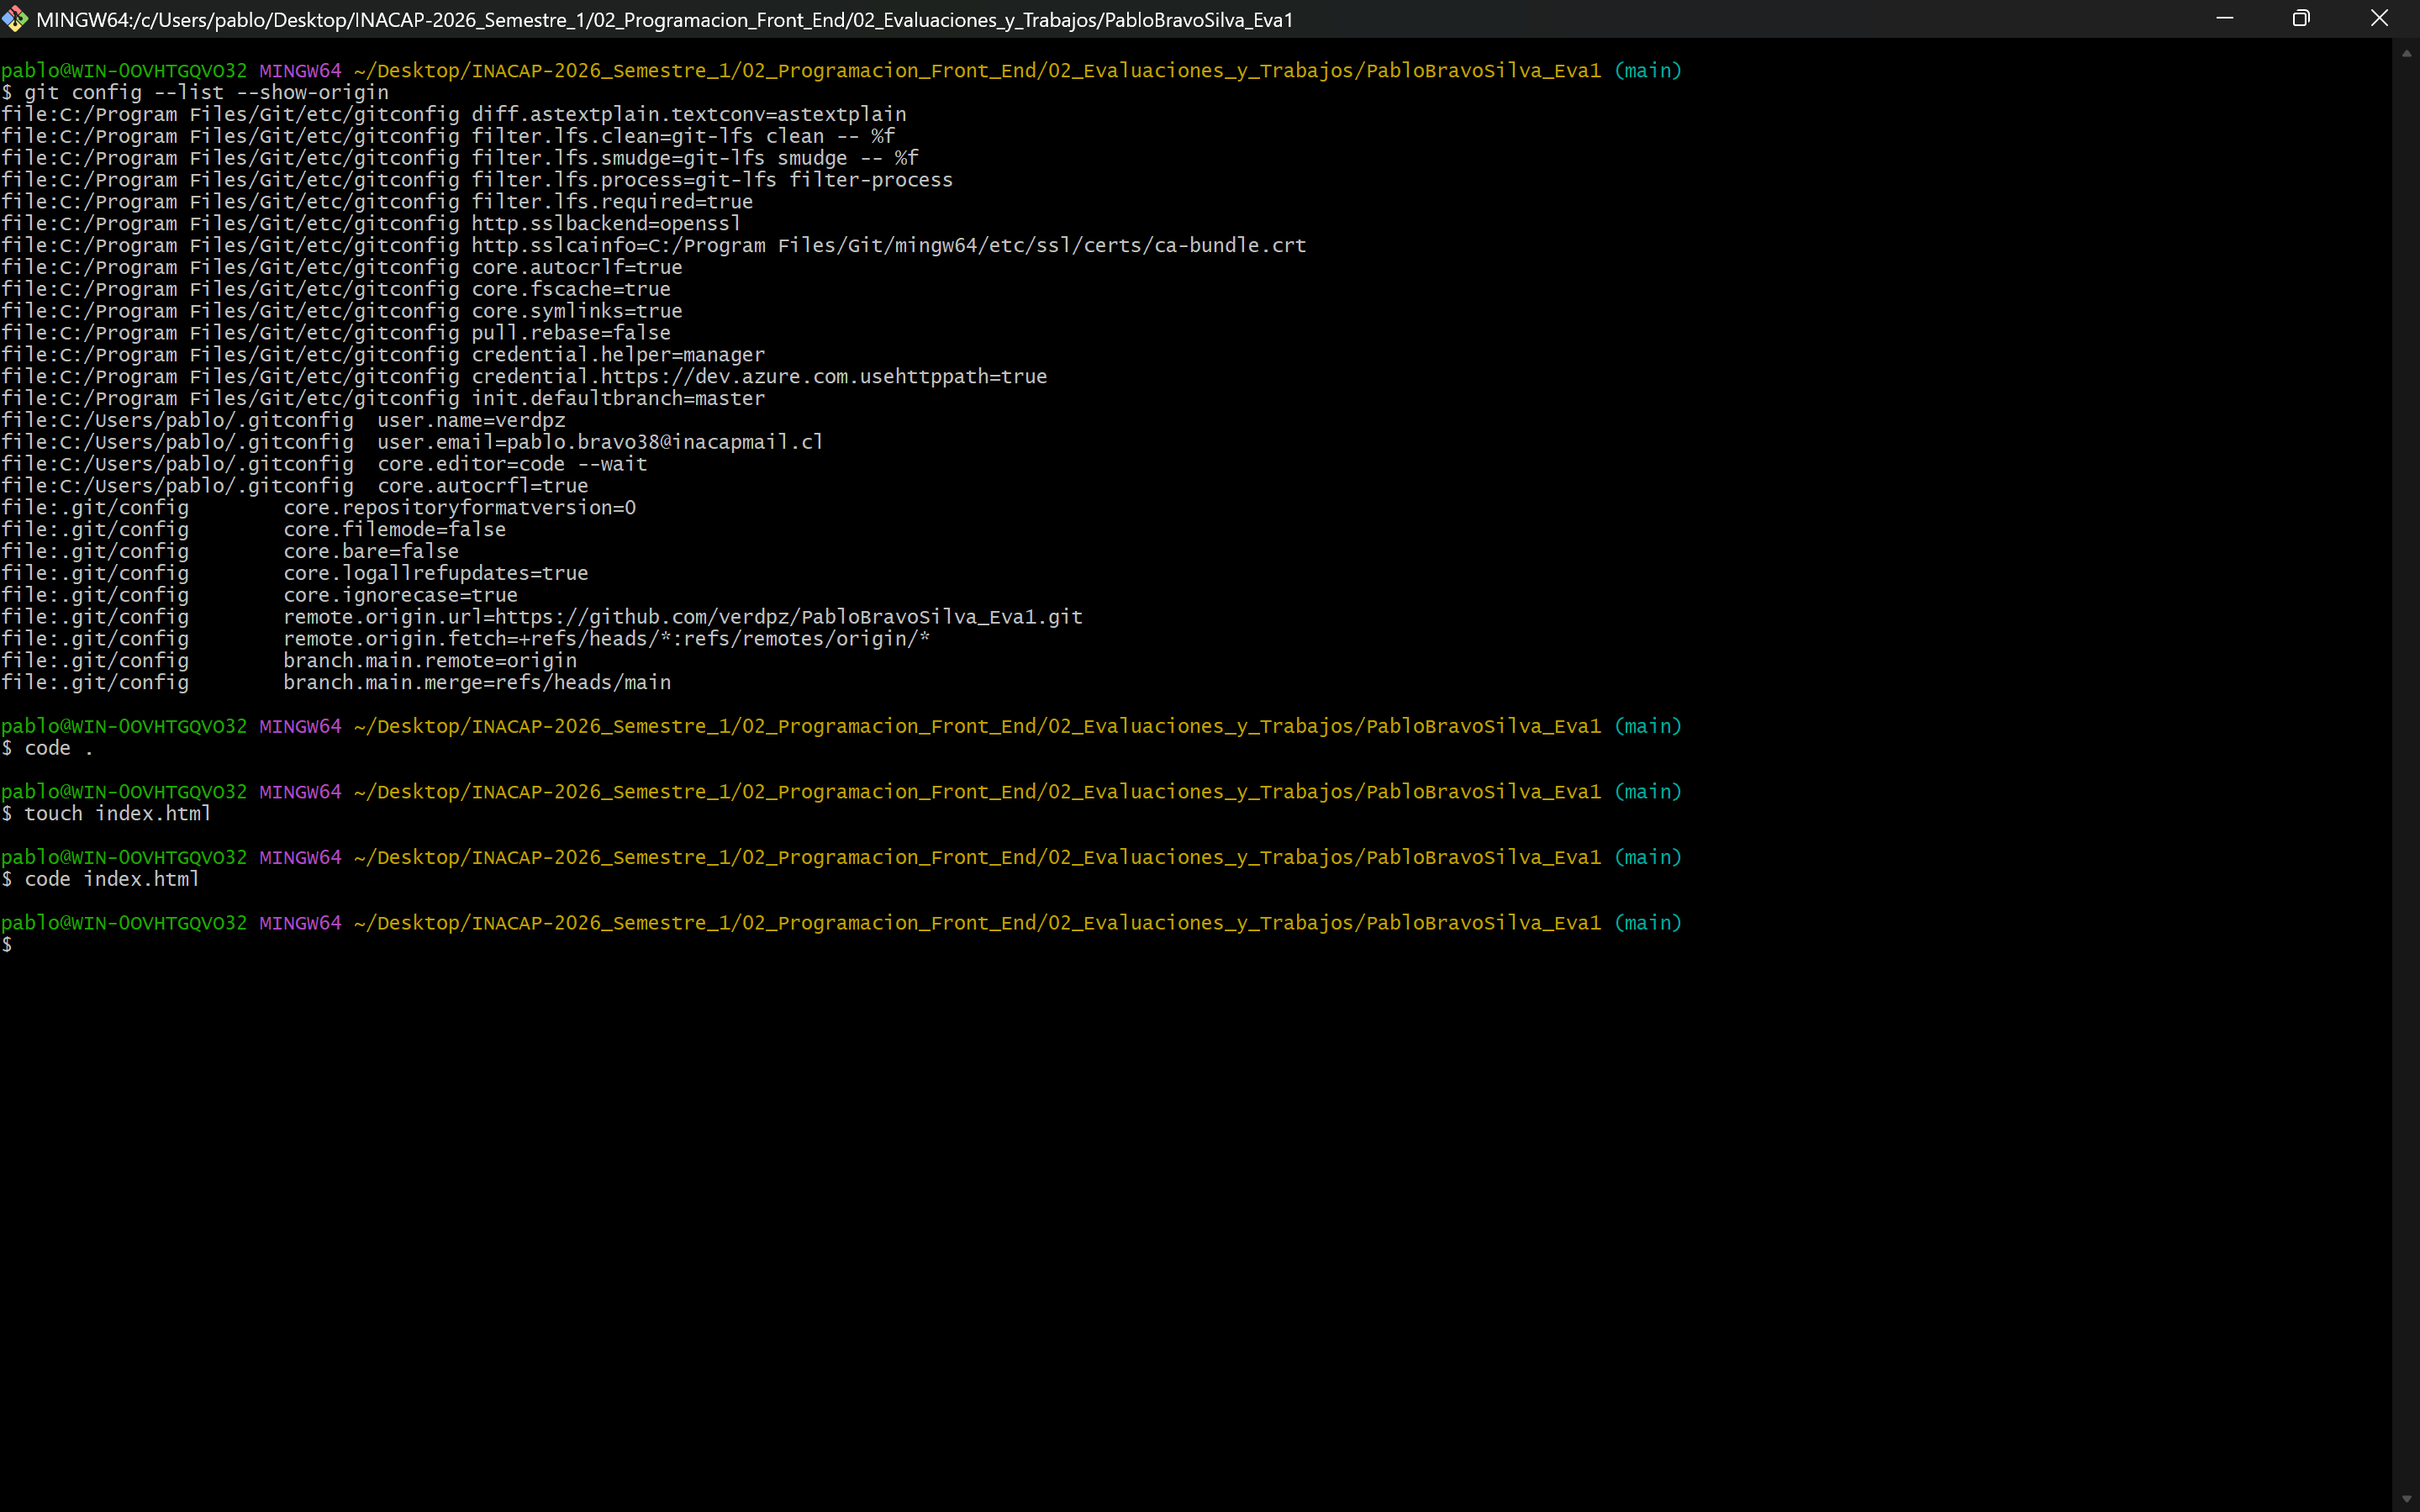 MINGW64:/c/Users/pablo/Desktop/INACAP-2026_Semestre_1/02_Programacion_Front_End/02_Evaluaciones_y_Trabajos/PabloBravoSilva_Eva1
pablo@WIN-OOVHTGQVO32 MINGW64 ~/Desktop/INACAP-2026_Semestre_1/02_Programacion_Front_End/02_Evaluaciones_y_Trabajos/PabloBravoSilva_Eva1 (main)
$ git config --list --show-origin
file:C:/Program Files/Git/etc/gitconfig diff.astextplain.textconv=astextplain
file:C:/Program Files/Git/etc/gitconfig filter.lfs.clean=git-lfs clean -- %f
file:C:/Program Files/Git/etc/gitconfig filter.lfs.smudge=git-lfs smudge -- %f
file:C:/Program Files/Git/etc/gitconfig filter.lfs.process=git-lfs filter-process
file:C:/Program Files/Git/etc/gitconfig filter.lfs.required=true
file:C:/Program Files/Git/etc/gitconfig http.sslbackend=openssl
file:C:/Program Files/Git/etc/gitconfig http.sslcainfo=C:/Program Files/Git/mingw64/etc/ssl/certs/ca-bundle.crt
file:C:/Program Files/Git/etc/gitconfig core.autocrlf=true
file:C:/Program Files/Git/etc/gitconfig core.fscache=true
file:C:/Program Files/Git/etc/gitconfig core.symlinks=true
file:C:/Program Files/Git/etc/gitconfig pull.rebase=false
file:C:/Program Files/Git/etc/gitconfig credential.helper=manager
file:C:/Program Files/Git/etc/gitconfig credential.https://dev.azure.com.usehttppath=true
file:C:/Program Files/Git/etc/gitconfig init.defaultbranch=master
file:C:/Users/pablo/.gitconfig  user.name=verdpz
file:C:/Users/pablo/.gitconfig  user.email=pablo.bravo38@inacapmail.cl
file:C:/Users/pablo/.gitconfig  core.editor=code --wait
file:C:/Users/pablo/.gitconfig  core.autocrfl=true
file:.git/config        core.repositoryformatversion=0
file:.git/config        core.filemode=false
file:.git/config        core.bare=false
file:.git/config        core.logallrefupdates=true
file:.git/config        core.ignorecase=true
file:.git/config        remote.origin.url=https://github.com/verdpz/PabloBravoSilva_Eva1.git
file:.git/config        remote.origin.fetch=+refs/heads/*:refs/remotes/origin/*
file:.git/config        branch.main.remote=origin
file:.git/config        branch.main.merge=refs/heads/main
pablo@WIN-OOVHTGQVO32 MINGW64 ~/Desktop/INACAP-2026_Semestre_1/02_Programacion_Front_End/02_Evaluaciones_y_Trabajos/PabloBravoSilva_Eva1 (main)
$ code .
pablo@WIN-OOVHTGQVO32 MINGW64 ~/Desktop/INACAP-2026_Semestre_1/02_Programacion_Front_End/02_Evaluaciones_y_Trabajos/PabloBravoSilva_Eva1 (main)
$ touch index.html
pablo@WIN-OOVHTGQVO32 MINGW64 ~/Desktop/INACAP-2026_Semestre_1/02_Programacion_Front_End/02_Evaluaciones_y_Trabajos/PabloBravoSilva_Eva1 (main)
$ code index.html
pablo@WIN-OOVHTGQVO32 MINGW64 ~/Desktop/INACAP-2026_Semestre_1/02_Programacion_Front_End/02_Evaluaciones_y_Trabajos/PabloBravoSilva_Eva1 (main)
$